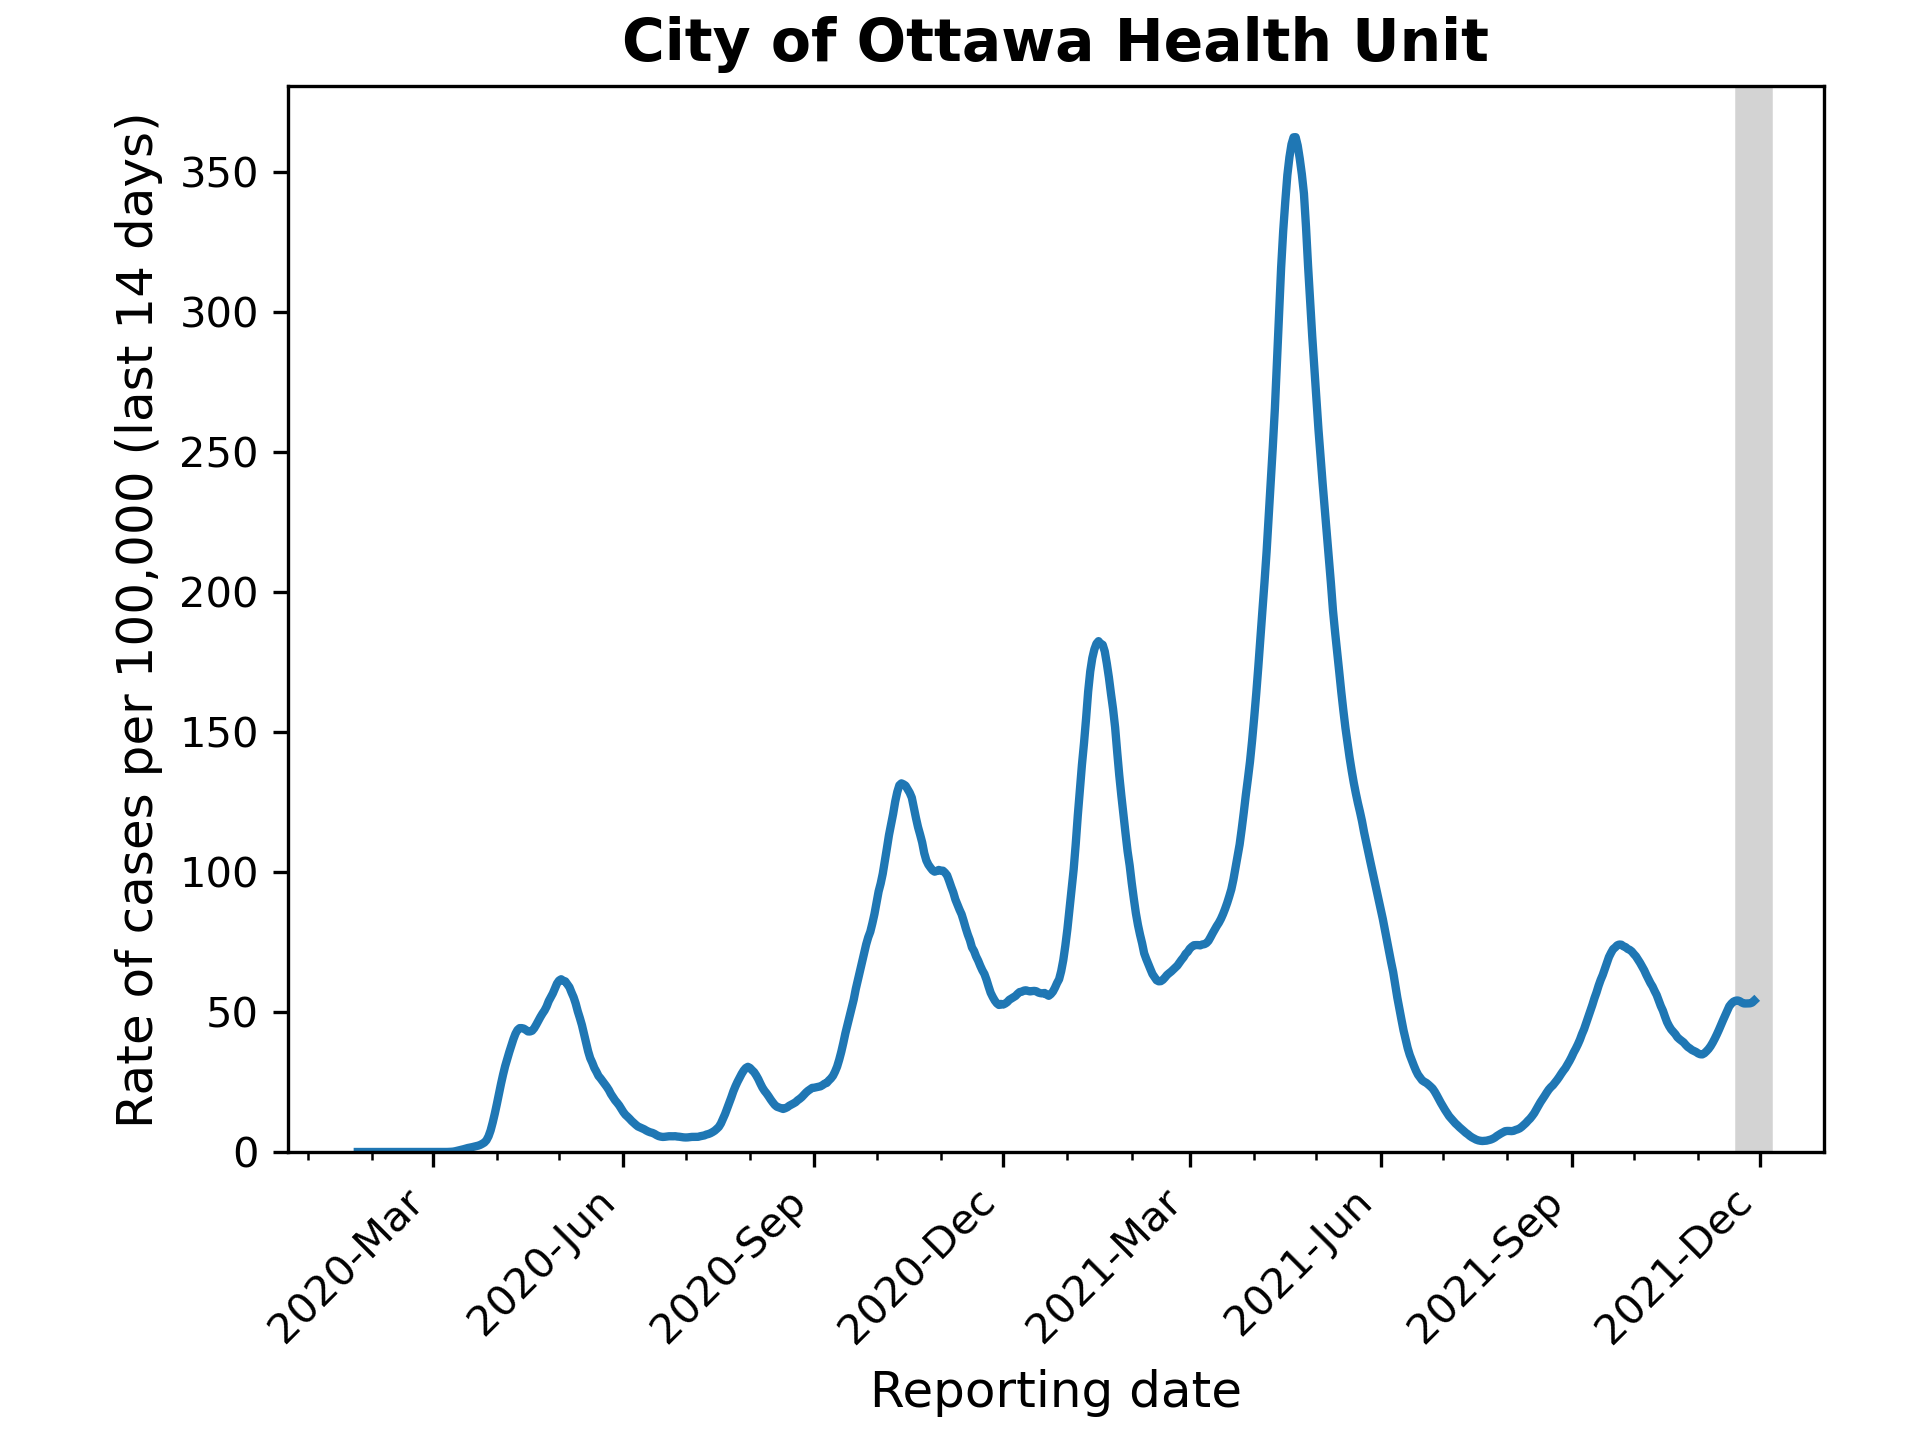 City of Ottawa Health Unit
Rate of cases per 100,000 (last 14 days)
350
300
250
200
150
100
50
0
2020-Mar
2020-Jun
2020-Sep
2020-Dec
2021-Mar
2021-Jun
2021-Sep
2021-Dec
Reporting date